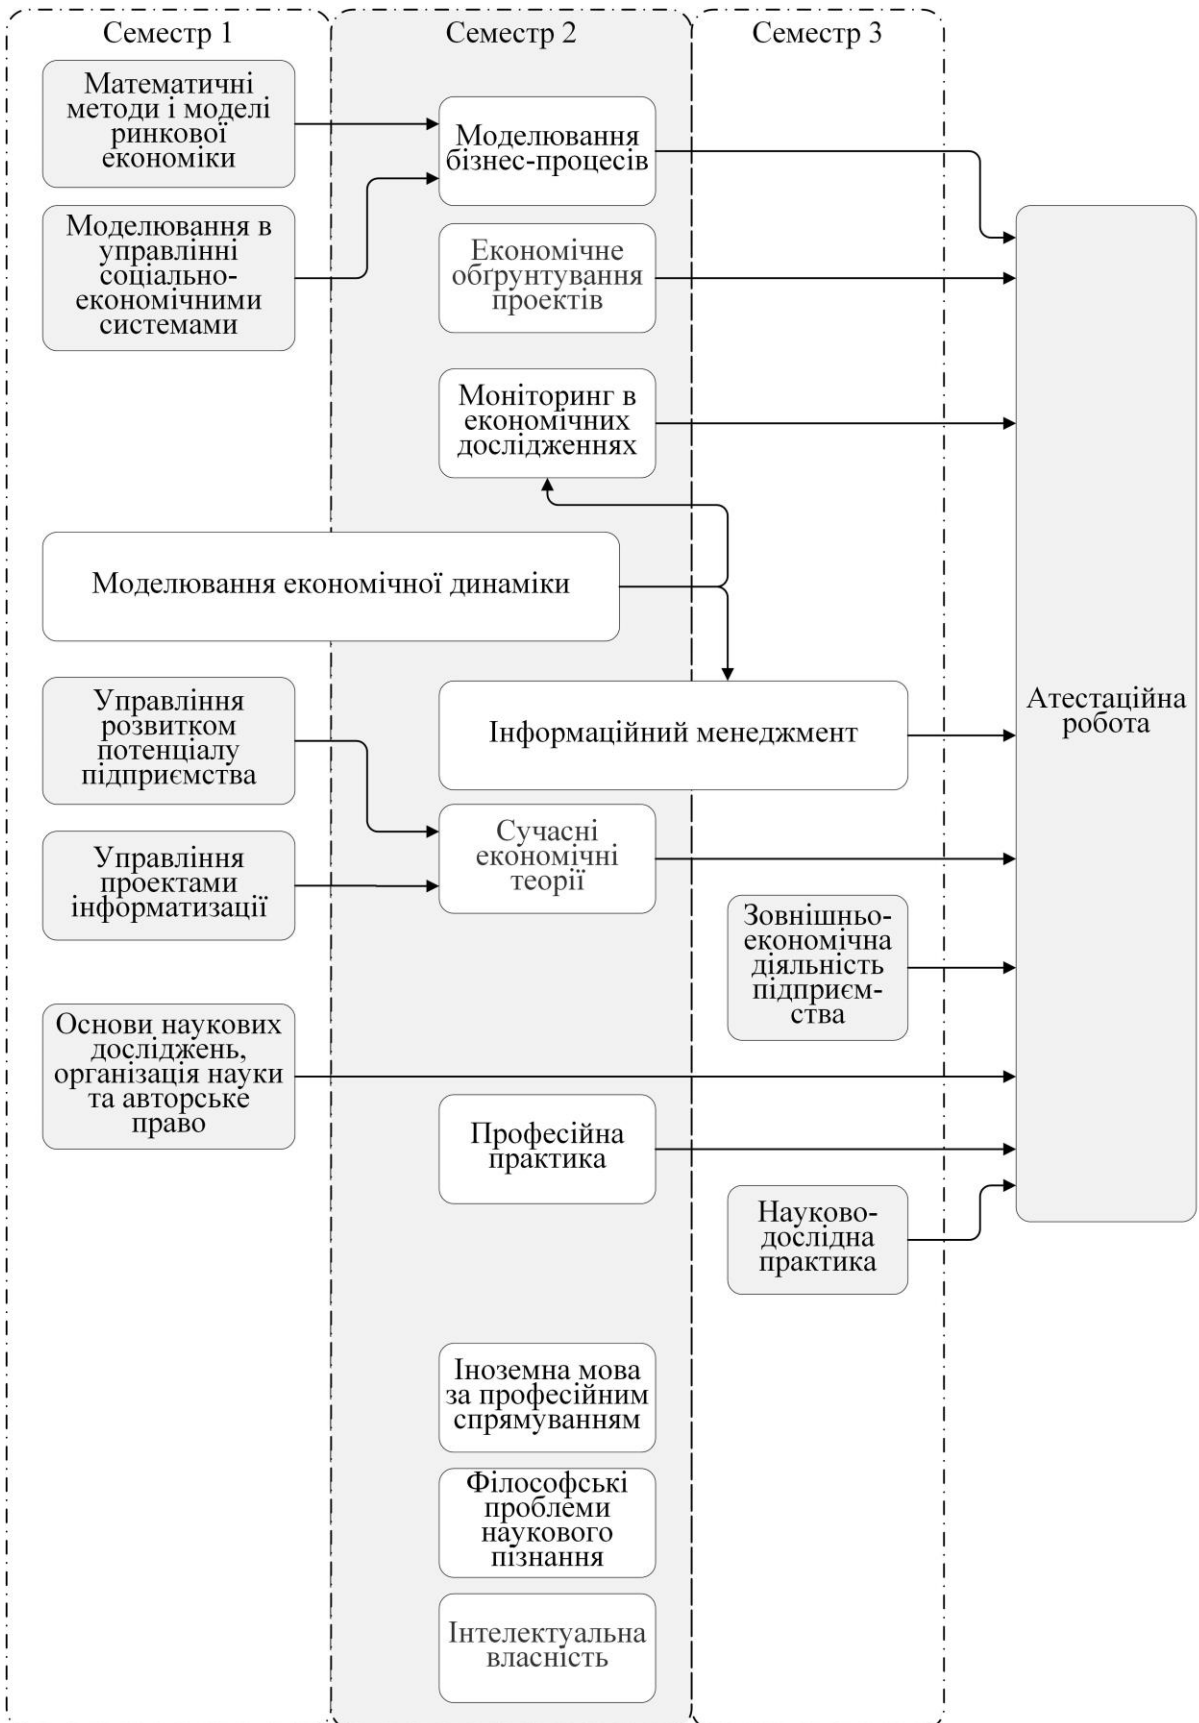 Семестр 1
Семестр 2
Семестр 3
Математичні
методи і моделі
ринкової
економіки
Моделювання в
управлінні
соціально-
економічними
системами
Моделювання
бізнес-процесів
Економічне
обґрунтування
проектів
Моніторинг в
економічних
дослідженнях
Моделювання економічної динаміки
Управління
розвитком
потенціалу
підприємства
Інформаційний менеджмент
Управління
проектами
інформатизації
Сучасні
економічні
теорії
Зовнішньо-
економічна
діяльність
підприєм-
ства
Основи наукових
досліджень,
організація науки
та авторське
право
Професійна
практика
Науково-
дослідна
практика
Іноземна мова
за професійним
спрямуванням
Філософські
проблеми
наукового
пізнання
Інтелектуальна
власність
Атестаційна
робота